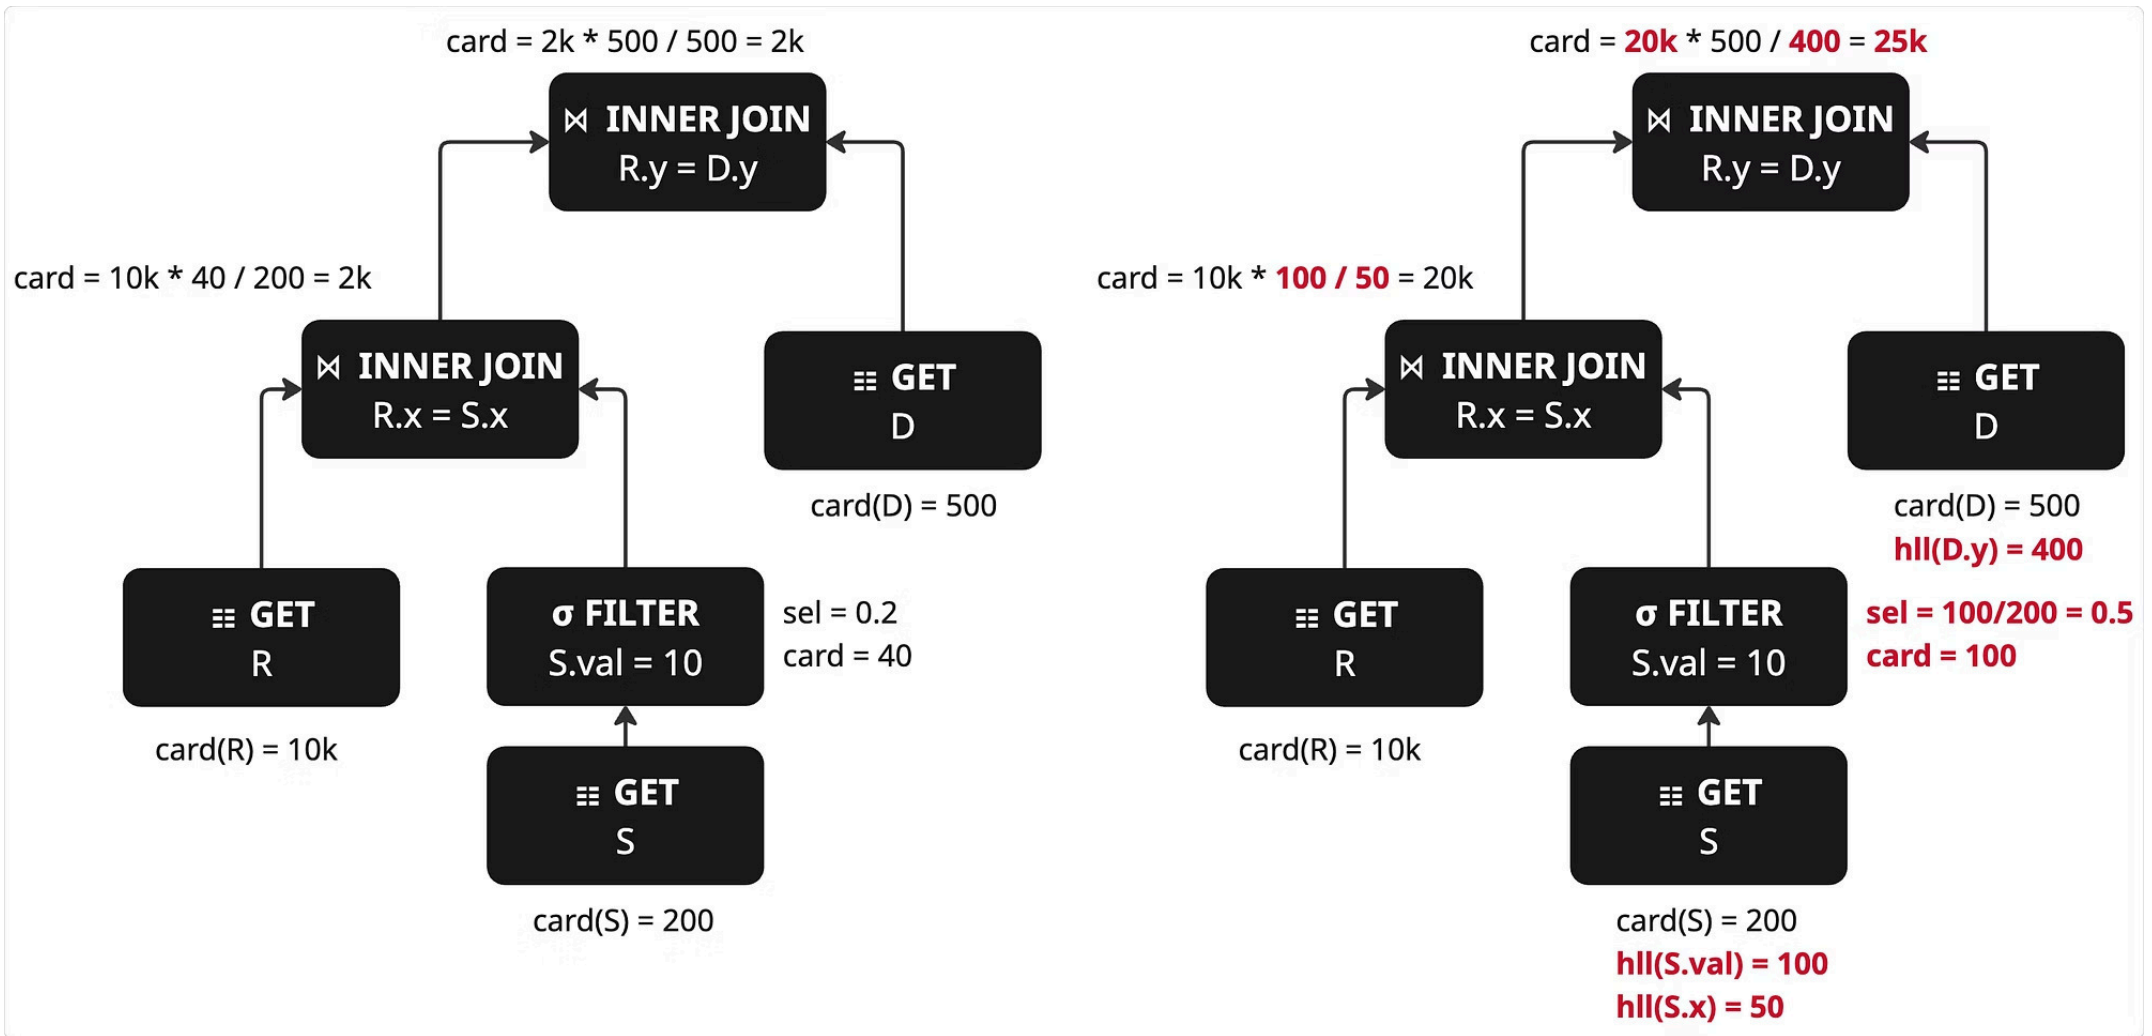 card = 2k * 500 / 500 = 2k
⋈ INNER JOIN
R.y = D.y
card = 10k * 40 / 200 = 2k
⋈ INNER JOIN
R.x = S.x
GET
D
card(D) = 500
GET
R
card(R) = 10k
σ FILTER
S.val = 10
sel = 0.2
card = 40
GET
S
card(S) = 200
card = 20k * 500 / 400 = 25k
⋈ INNER JOIN
R.y = D.y
card = 10k * 100 / 50 = 20k
⋈ INNER JOIN
R.x = S.x
GET
D
card(D) = 500
hll(D.y) = 400
GET
R
card(R) = 10k
σ FILTER
S.val = 10
sel = 100/200 = 0.5
card = 100
GET
S
card(S) = 200
hll(S.val) = 100
hll(S.x) = 50